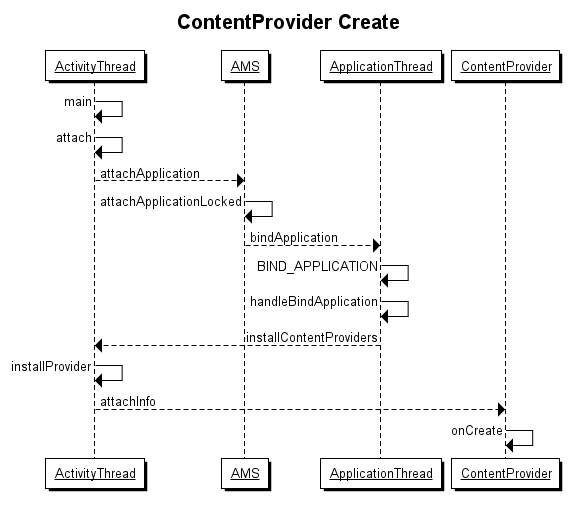 ContentProvider Create
ActivityThread AMS ApplicationThread ContentProvider
main
attach
attachApplication
attachApplicationLocked
bindApplication
BIND_APPLICATION
handleBindApplication
installContentProviders
installProvider
attachInfo
onCreate
ActivityThread AMS ApplicationThread ContentProvider